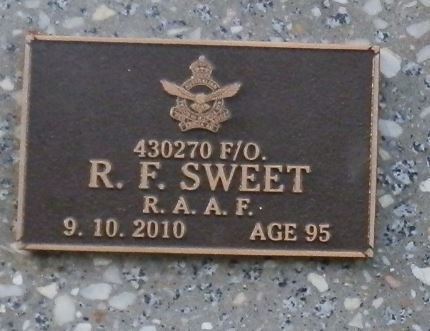 430270 F/O.
R. F. SWEET
R. A. A. F.
9. 10. 2010 AGE 95